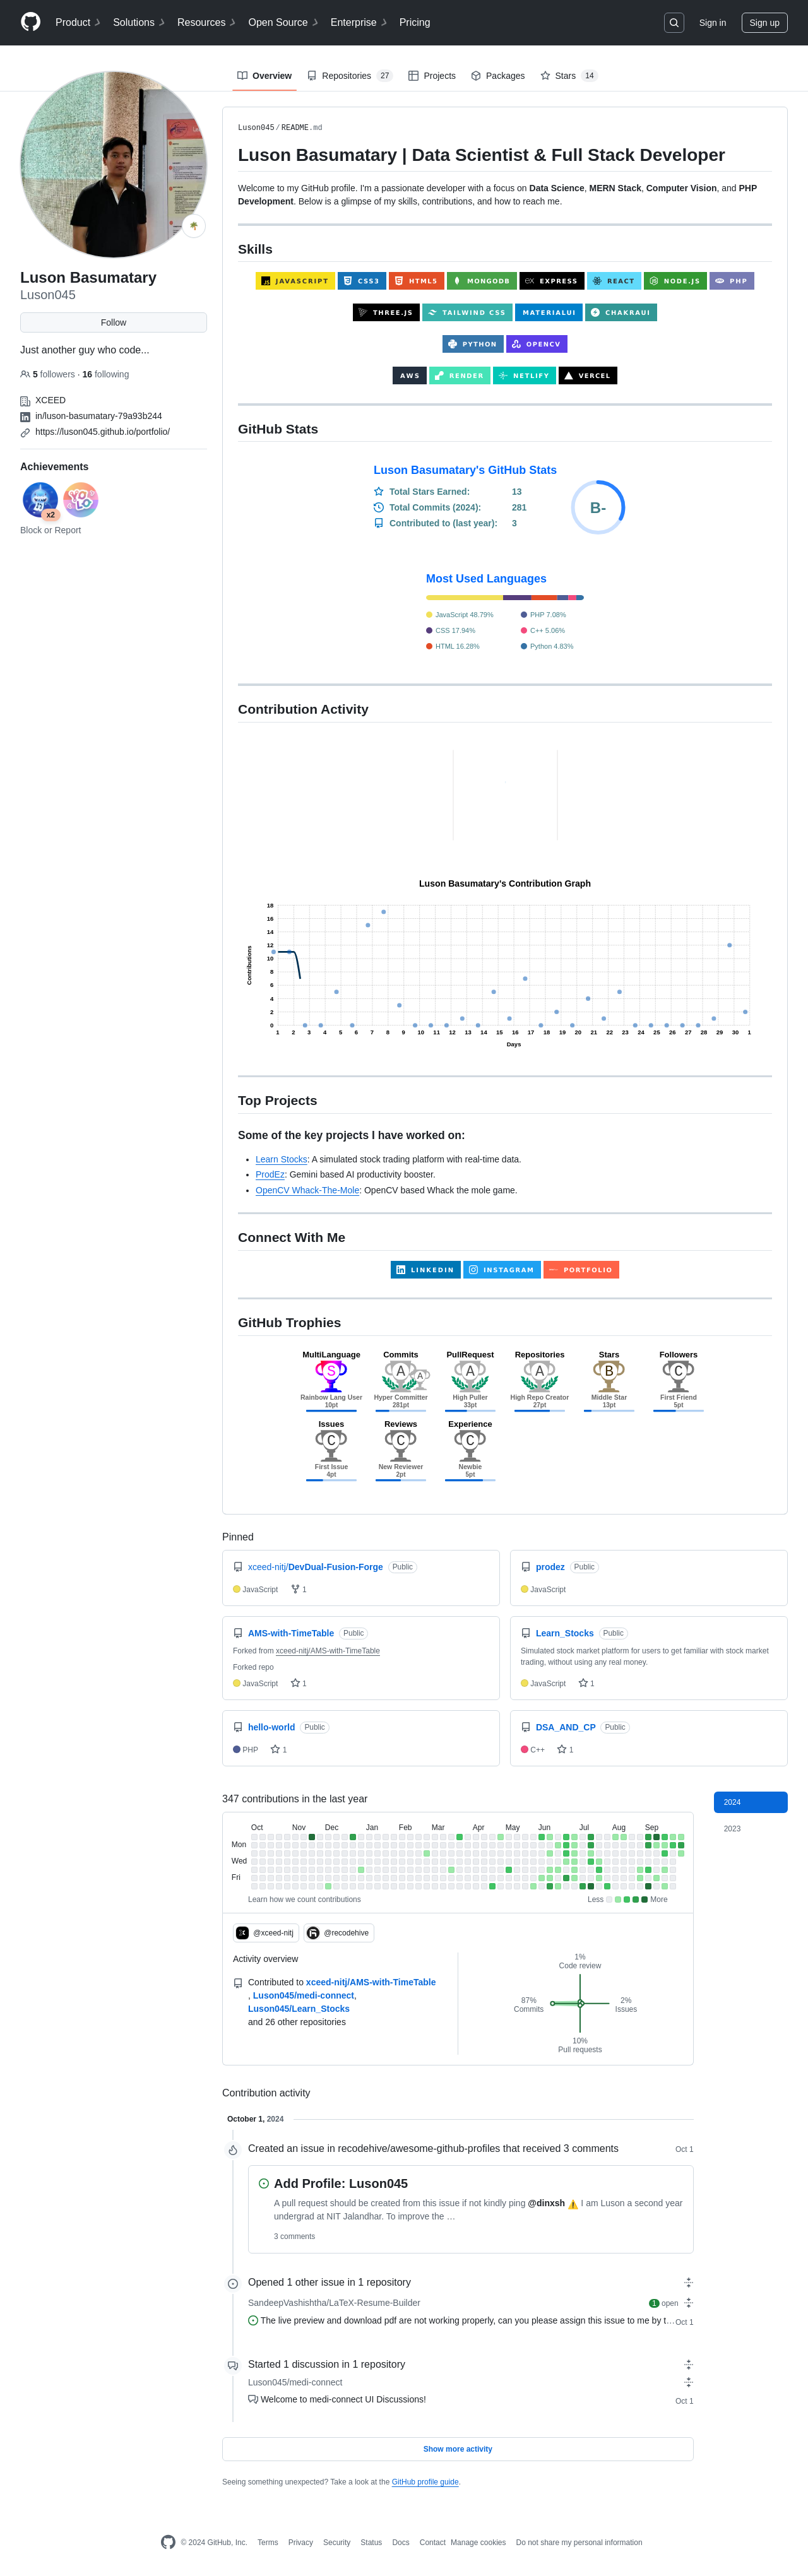 Product Solutions Resources Open Source Enterprise Pricing Sign in Sign up
Overview Repositories 27 Projects Packages Stars 14
Luson Basumatary
Luson045
Follow
Just another guy who code...
5 followers · 16 following
XCEED
in/luson-basumatary-79a93b244
https://luson045.github.io/portfolio/
Achievements
x2
Block or Report
Luson045/README.md
Luson Basumatary | Data Scientist & Full Stack Developer
Welcome to my GitHub profile. I'm a passionate developer with a focus on Data Science, MERN Stack, Computer Vision, and PHP
Development. Below is a glimpse of my skills, contributions, and how to reach me.
Skills
JAVASCRIPT CSS3 HTML5 MONGODB EXPRESS REACT NODE.JS PHP
THREE.JS TAILWIND CSS MATERIALUI CHAKRAUI
PYTHON OPENCV
AWS RENDER NETLIFY VERCEL
GitHub Stats
Luson Basumatary's GitHub Stats
Total Stars Earned: 13
Total Commits (2024): 281
Contributed to (last year): 3
B-
Most Used Languages
JavaScript 48.79% PHP 7.08%
CSS 17.94% C++ 5.06%
HTML 16.28% Python 4.83%
Contribution Activity
Luson Basumatary's Contribution Graph
Contributions
18
16
14
12
10
8
6
4
2
0
1 2 3 4 5 6 7 8 9 10 11 12 13 14 15 16 17 18 19 20 21 22 23 24 25 26 27 28 29 30 1
Days
Top Projects
Some of the key projects I have worked on:
Learn Stocks: A simulated stock trading platform with real-time data.
ProdEz: Gemini based AI productivity booster.
OpenCV Whack-The-Mole: OpenCV based Whack the mole game.
Connect With Me
LINKEDIN INSTAGRAM PORTFOLIO
GitHub Trophies
MultiLanguage Commits PullRequest Repositories Stars Followers
S A A A A B C
Rainbow Lang User Hyper Committer High Puller High Repo Creator Middle Star First Friend
10pt 281pt 33pt 27pt 13pt 5pt
Issues Reviews Experience
C C C
First Issue New Reviewer Newbie
4pt 2pt 5pt
Pinned
xceed-nitj/DevDual-Fusion-Forge Public
JavaScript 1
prodez Public
JavaScript
AMS-with-TimeTable Public
Forked from xceed-nitj/AMS-with-TimeTable
Forked repo
JavaScript 1
Learn_Stocks Public
Simulated stock market platform for users to get familiar with stock market
trading, without using any real money.
JavaScript 1
hello-world Public
PHP 1
DSA_AND_CP Public
C++ 1
347 contributions in the last year
2024
2023
Oct Nov Dec Jan Feb Mar Apr May Jun Jul Aug Sep
Mon
Wed
Fri
Learn how we count contributions Less More
@xceed-nitj @recodehive
Activity overview
Contributed to xceed-nitj/AMS-with-TimeTable
, Luson045/medi-connect,
Luson045/Learn_Stocks
and 26 other repositories
1%
Code review
87%
Commits
2%
Issues
10%
Pull requests
Contribution activity
October 1, 2024
Created an issue in recodehive/awesome-github-profiles that received 3 comments Oct 1
Add Profile: Luson045
A pull request should be created from this issue if not kindly ping @dinxsh ⚠️ I am Luson a second year
undergrad at NIT Jalandhar. To improve the …
3 comments
Opened 1 other issue in 1 repository
SandeepVashishtha/LaTeX-Resume-Builder 1 open
The live preview and download pdf are not working properly, can you please assign this issue to me by t… Oct 1
Started 1 discussion in 1 repository
Luson045/medi-connect
Welcome to medi-connect UI Discussions! Oct 1
Show more activity
Seeing something unexpected? Take a look at the GitHub profile guide.
© 2024 GitHub, Inc. Terms Privacy Security Status Docs Contact Manage cookies Do not share my personal information